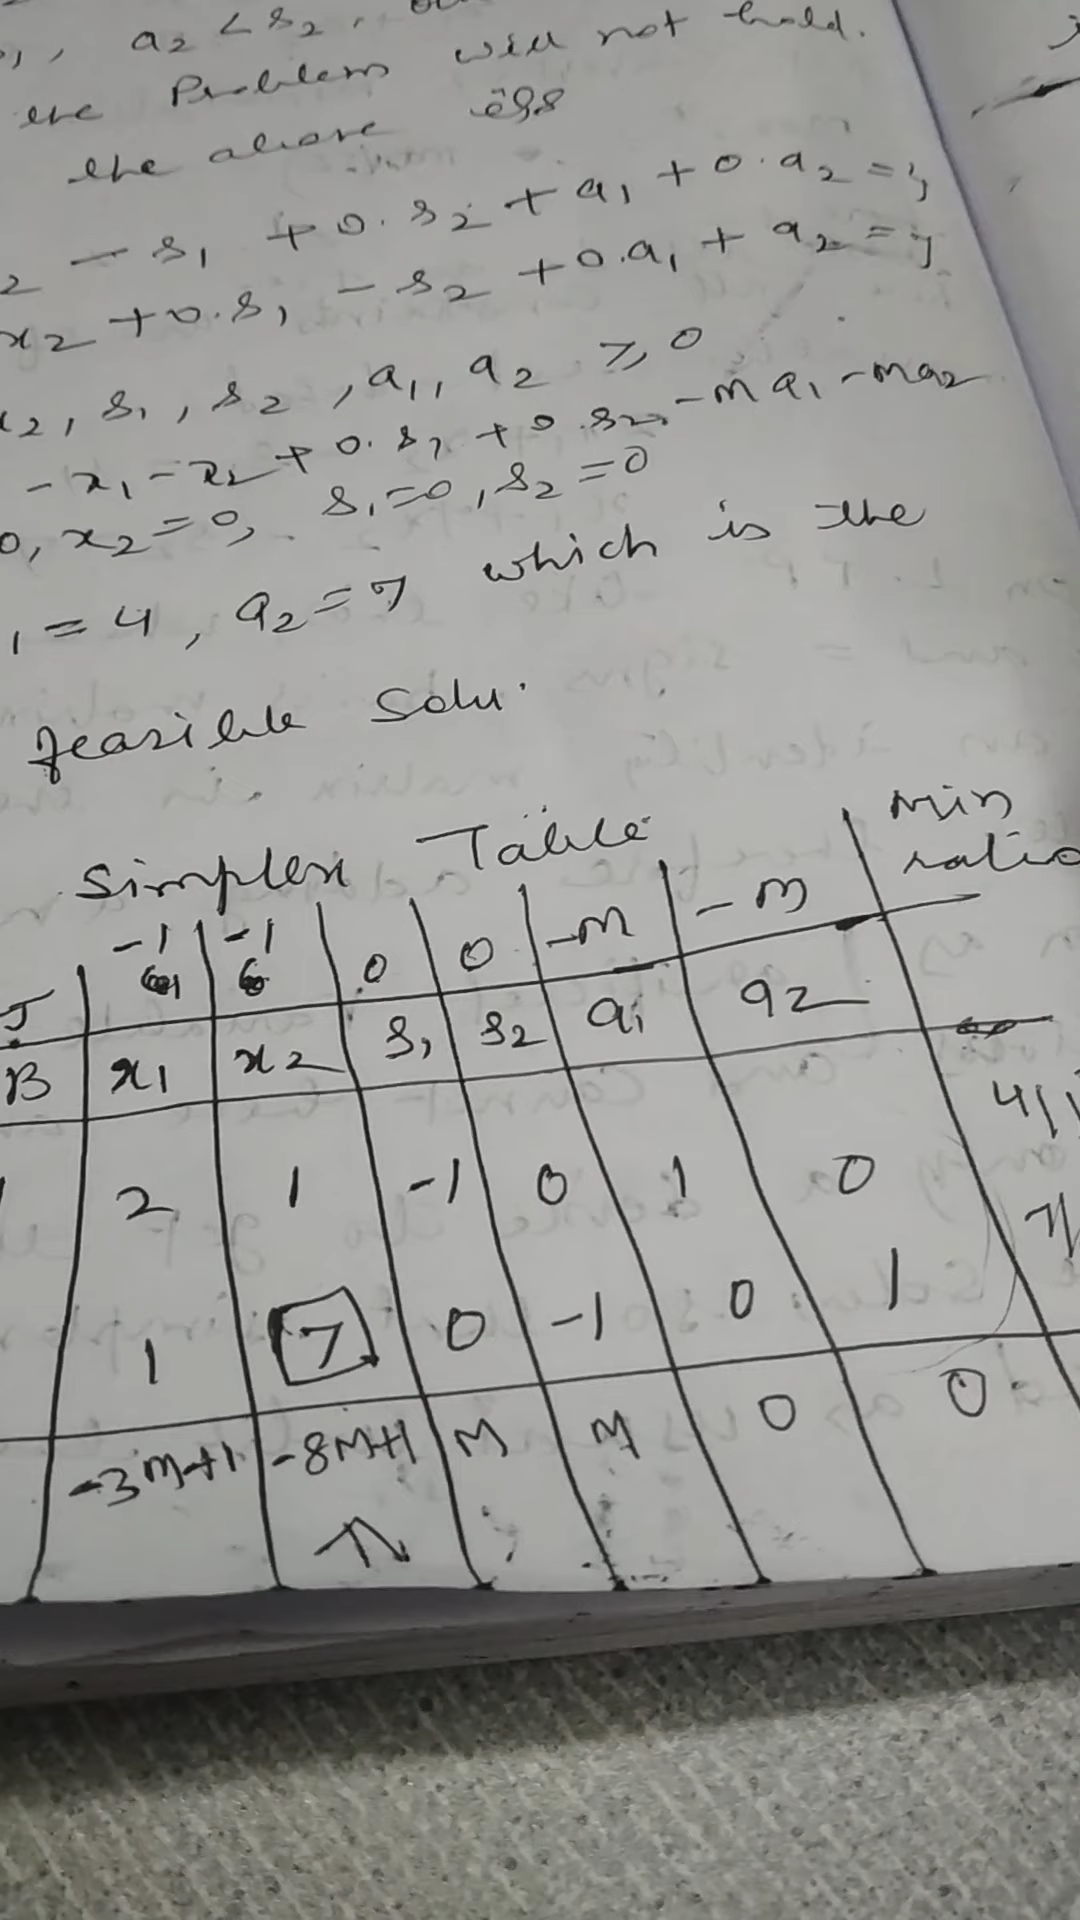 , a2 < s2 .
the Problem will not hold.
the above eqs
2 - s1 + 0.s2 + a1 + 0.a2 =
x2 + 0.s1 - s2 + 0.a1 + a2 =
x2, s1, s2, a1, a2 ≥ 0
- x1 - x2 + 0.s1 + 0.s2 - Ma1 - Ma2
0, x2 = 0, s1 = 0, s2 = 0
1 = 4, a2 = 7 which is the
feasible Solu.
Simplex Table
-1 -1 0 0 -M -M Min ratio
B x1 x2 s1 s2 a1 a2
2 1 -1 0 1 0 4/1
1 7 0 -1 0 1 7/
-3M+1 -8M+1 M M 0 0